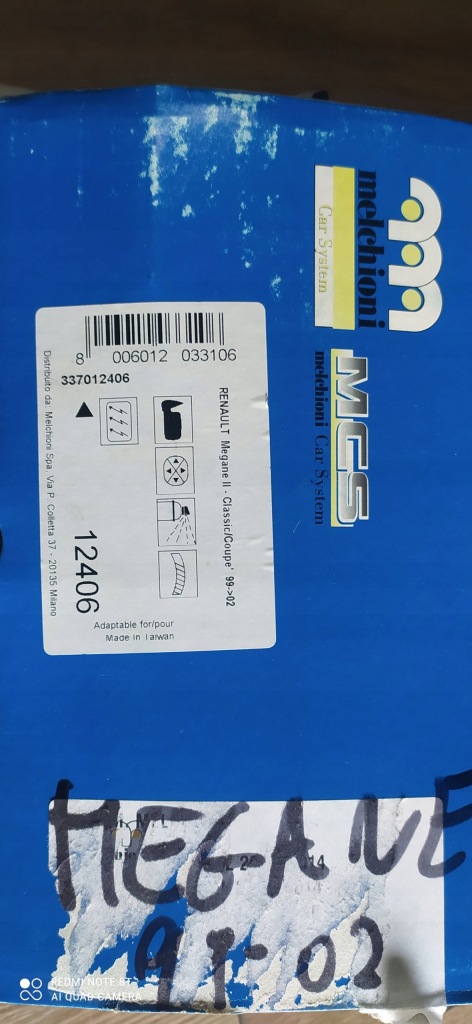 melchioni
Car System
MCS
melchioni Car System
8 006012 033106
337012406
RENAULT Megane II - Classic/Coupe' 99->02
12406
Distribuito da: Melchioni Spa. Via P. Colletta 37 - 20135 Milano
Adaptable for/pour
Made in Taiwan
MEGANE
02
REDMI NOTE 8T
AI QUAD CAMERA